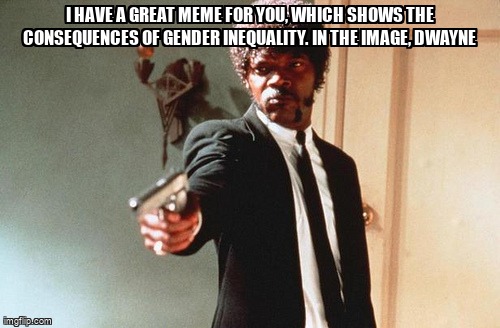 I HAVE A GREAT MEME FOR YOU, WHICH SHOWS THE
CONSEQUENCES OF GENDER INEQUALITY. IN THE IMAGE, DWAYNE
imgflip.com